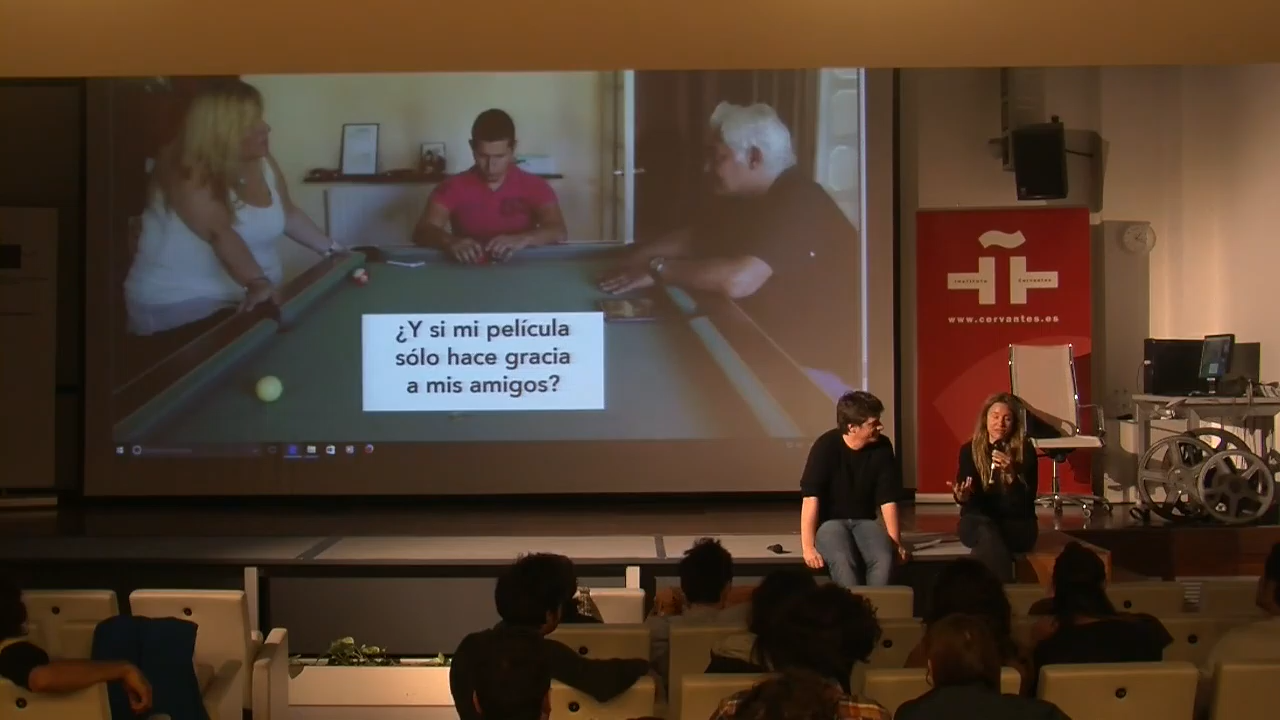 ¿Y si mi película
sólo hace gracia
a mis amigos?
Instituto Cervantes
www.cervantes.es